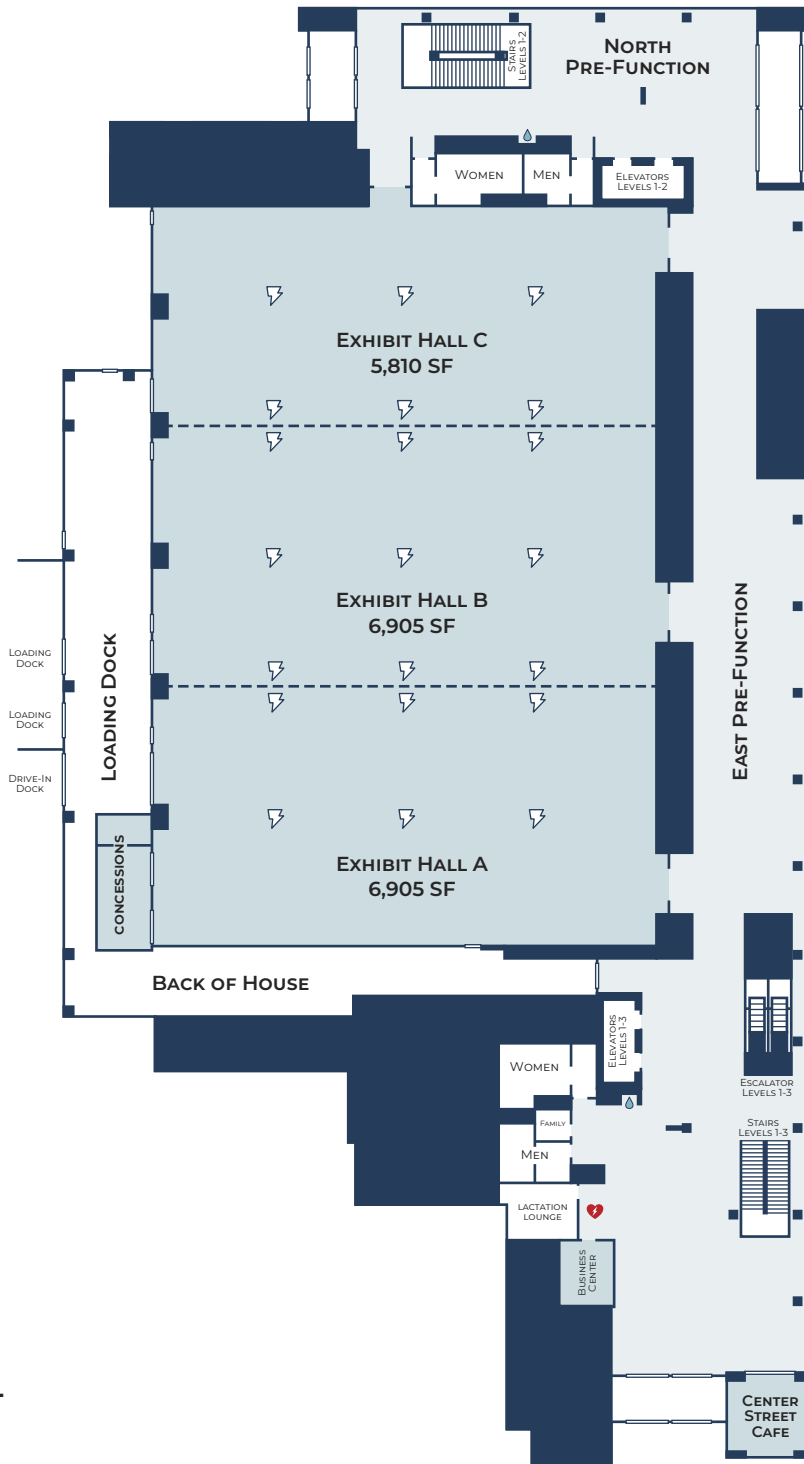 NORTH
PRE-FUNCTION
STAIRS
LEVELS 1-2
WOMEN
MEN
ELEVATORS
LEVELS 1-2
EXHIBIT HALL C
5,810 SF
EXHIBIT HALL B
6,905 SF
EAST PRE-FUNCTION
LOADING DOCK
LOADING
DOCK
LOADING
DOCK
DRIVE-IN
DOCK
CONCESSIONS
EXHIBIT HALL A
6,905 SF
BACK OF HOUSE
ELEVATORS
LEVELS 1-3
WOMEN
ESCALATOR
LEVELS 1-3
FAMILY
STAIRS
LEVELS 1-3
MEN
LACTATION
LOUNGE
BUSINESS
CENTER
CENTER
STREET
CAFE